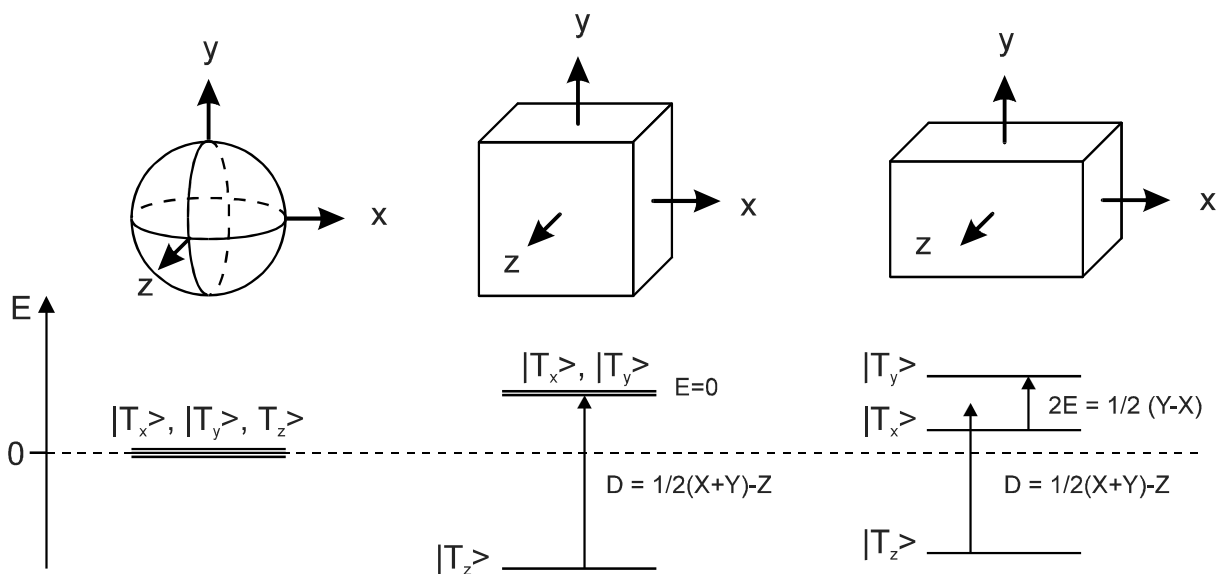 y
y
y
x
x
x
z
z
z
E
|Tx>, |Ty>
E=0
|Ty>
2E = 1/2 (Y-X)
|Tx>, |Ty>, Tz>
|Tx>
0
D = 1/2(X+Y)-Z
D = 1/2(X+Y)-Z
|Tz>
|Tz>